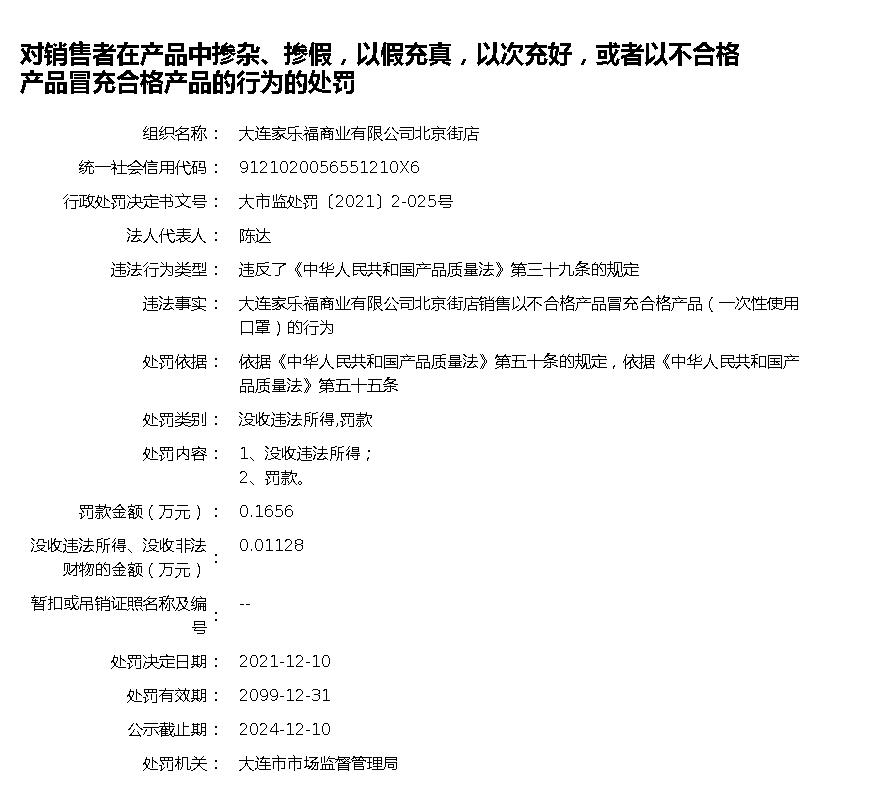 对销售者在产品中掺杂、掺假，以假充真，以次充好，或者以不合格
产品冒充合格产品的行为的处罚
组织名称： 大连家乐福商业有限公司北京街店
统一社会信用代码： 9121020056551210X6
行政处罚决定书文号： 大市监处罚〔2021〕2-025号
法人代表人： 陈达
违法行为类型： 违反了《中华人民共和国产品质量法》第三十九条的规定
违法事实： 大连家乐福商业有限公司北京街店销售以不合格产品冒充合格产品（一次性使用
口罩）的行为
处罚依据： 依据《中华人民共和国产品质量法》第五十条的规定，依据《中华人民共和国产
品质量法》第五十五条
处罚类别： 没收违法所得,罚款
处罚内容： 1、没收违法所得；
2、罚款。
罚款金额（万元）： 0.1656
没收违法所得、没收非法
财物的金额（万元）： 0.01128
暂扣或吊销证照名称及编
号： --
处罚决定日期： 2021-12-10
处罚有效期： 2099-12-31
公示截止期： 2024-12-10
处罚机关： 大连市市场监督管理局